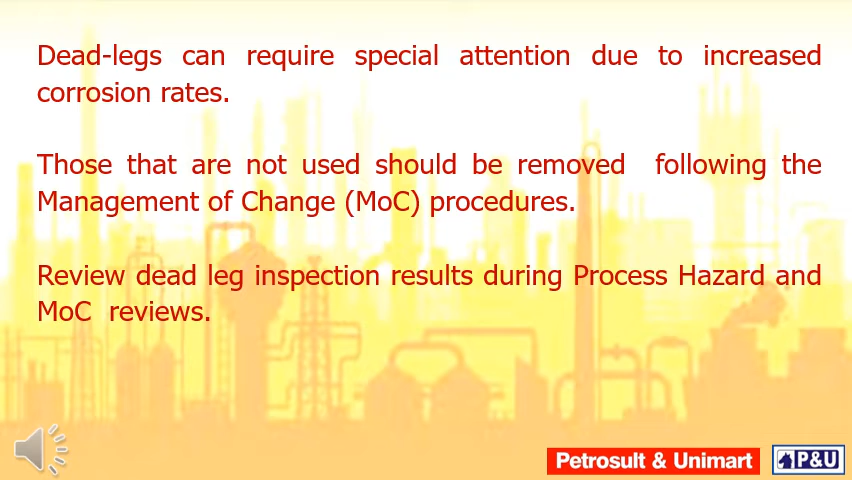 Dead-legs can require special attention due to increased
corrosion rates.
Those that are not used should be removed following the
Management of Change (MoC) procedures.
Review dead leg inspection results during Process Hazard and
MoC reviews.
Petrosult & Unimart
P&U